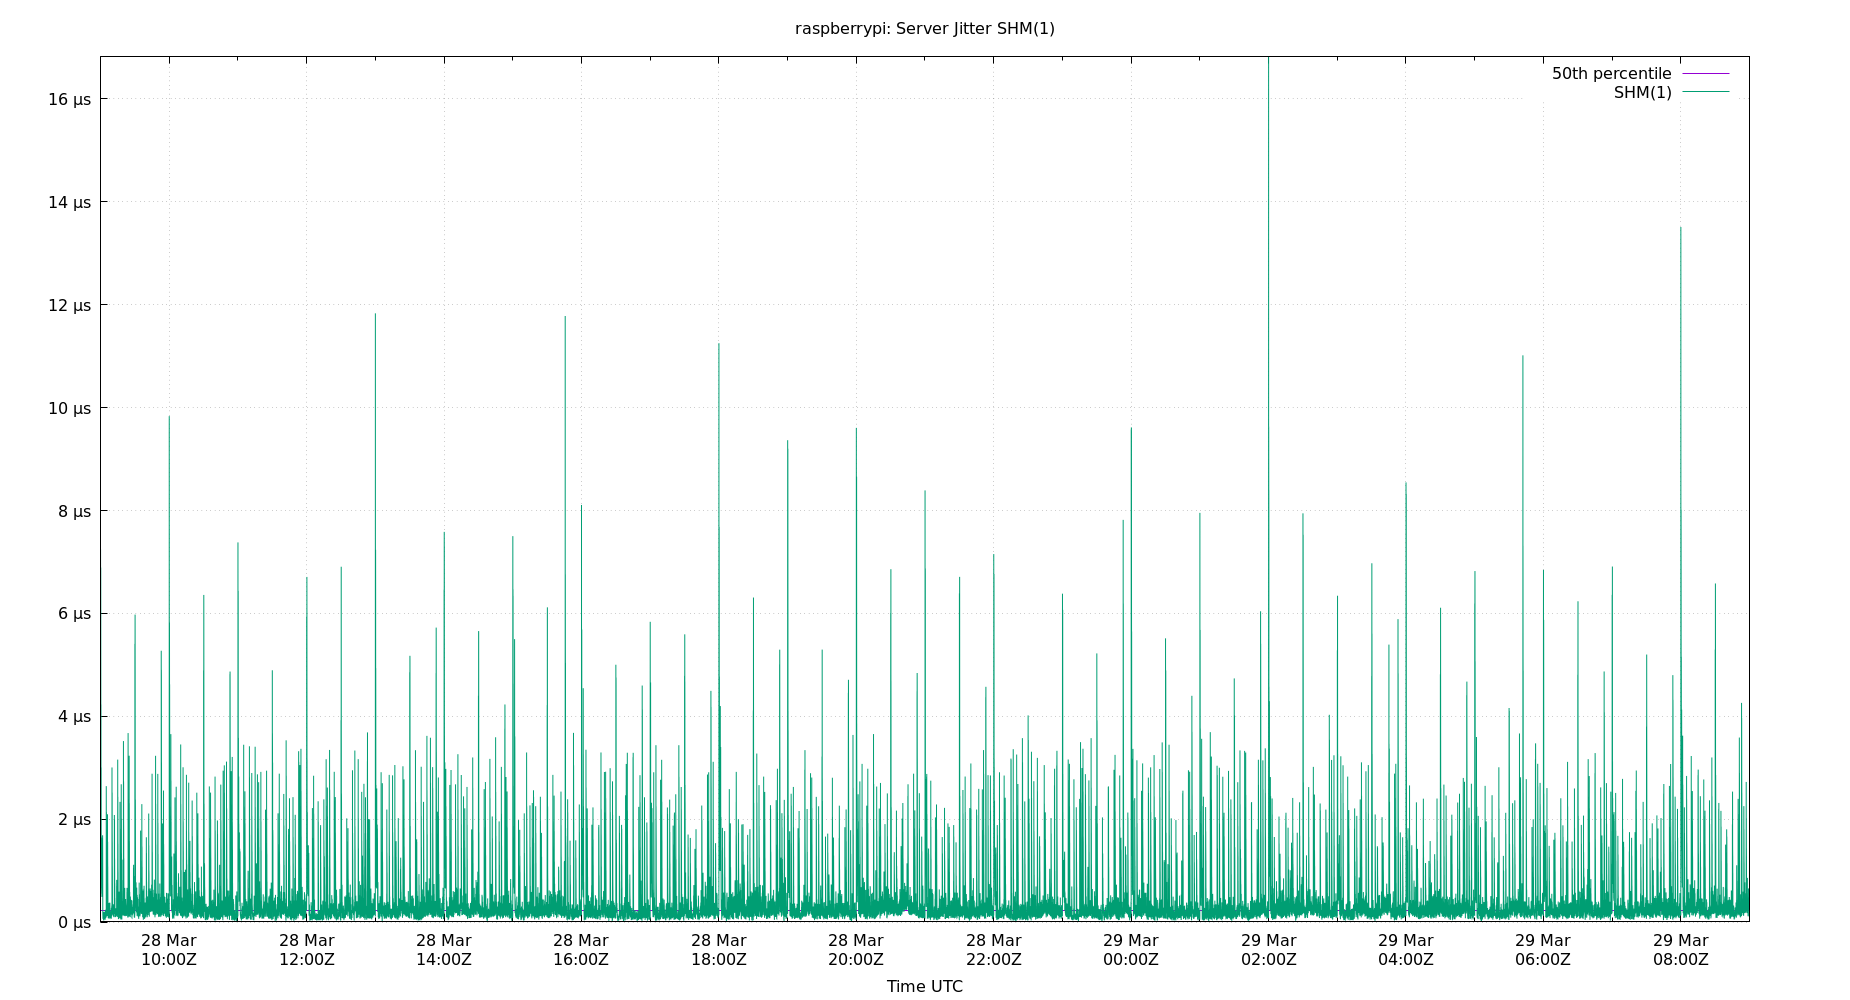 raspberrypi: Server Jitter SHM(1)
50th percentile
SHM(1)
16 µs
14 µs
12 µs
10 µs
8 µs
6 µs
4 µs
2 µs
0 µs
28 Mar 28 Mar 28 Mar 28 Mar 28 Mar 28 Mar 28 Mar 29 Mar 29 Mar 29 Mar 29 Mar 29 Mar
10:00Z 12:00Z 14:00Z 16:00Z 18:00Z 20:00Z 22:00Z 00:00Z 02:00Z 04:00Z 06:00Z 08:00Z
Time UTC